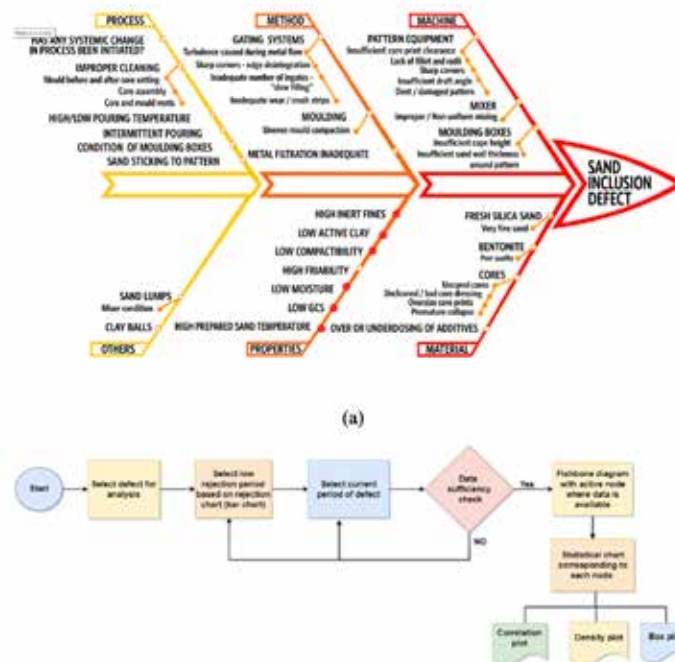 PROCESS
HAS ANY SYSTEMIC CHANGE
IN PROCESS BEEN INITIATED?
IMPROPER CLEANING
Mould before and after core setting
Core assembly
Core and mould vents
HIGH/LOW POURING TEMPERATURE
INTERMITTENT POURING
CONDITION OF MOULDING BOXES
SAND STICKING TO PATTERN
METHOD
GATING SYSTEMS
Turbulence caused during metal flow
Sharp corners - edge disintegration
Inadequate number of ingates -
"slow filling"
Inadequate wear / crush strips
MOULDING
Uneven mould compaction
METAL FILTRATION INADEQUATE
MACHINE
PATTERN EQUIPMENT
Insufficient core print clearance
Lack of fillet and radii
Sharp corners
Insufficient draft angle
Dent / damaged pattern
MIXER
Improper / Non-uniform mixing
MOULDING BOXES
Insufficient cope height
Insufficient sand wall thickness
around pattern
SAND
INCLUSION
DEFECT
SAND LUMPS
Mixer condition
CLAY BALLS
OTHERS
HIGH INERT FINES
LOW ACTIVE CLAY
LOW COMPACTIBILITY
HIGH FRIABILITY
LOW MOISTURE
LOW GCS
HIGH PREPARED SAND TEMPERATURE
PROPERTIES
FRESH SILICA SAND
Very fine sand
BENTONITE
Poor quality
CORES
Uncured cores
Oversize core prints
Premature collapse
OVER OR UNDERDOSING OF ADDITIVES
MATERIAL
(a)
Start
Select defect for
analysis
Select low
rejection period
based on rejection
chart (bar chart)
Select current
period of defect
Data
sufficiency
check
Yes
NO
Fishbone diagram
with active node
where data is
available
Statistical chart
corresponding to
each node
Correlation
plot
Density plot
Box plo